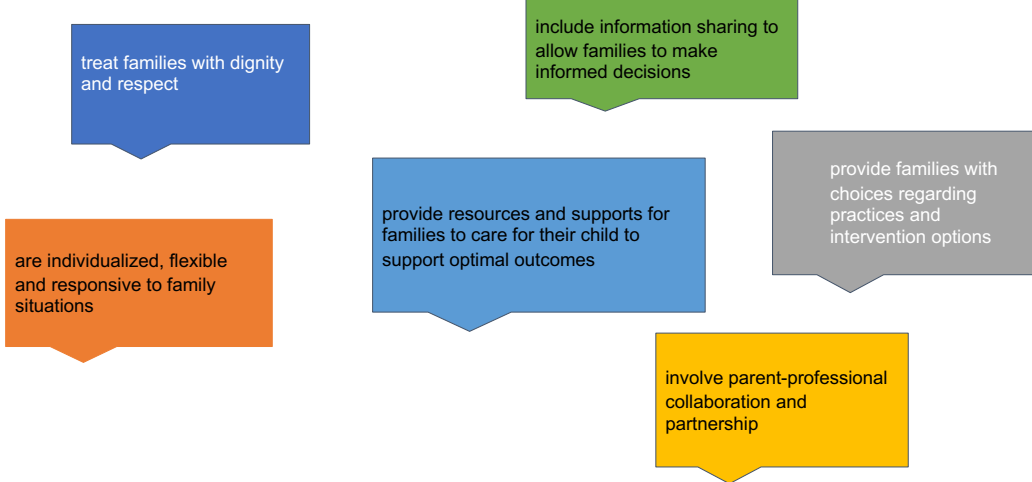 treat families with dignity
and respect
include information sharing to
allow families to make
informed decisions
provide families with
choices regarding
practices and
intervention options
provide resources and supports for
families to care for their child to
support optimal outcomes
are individualized, flexible
and responsive to family
situations
involve parent-professional
collaboration and
partnership